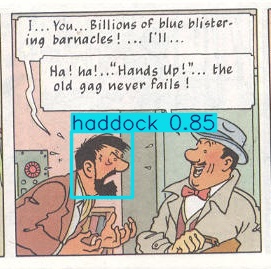 I... You... Billions of blue blister-
ing barnacles! ... I'll...
Ha! ha!..."Hands Up!"... the
old gag never fails!
haddock 0.85